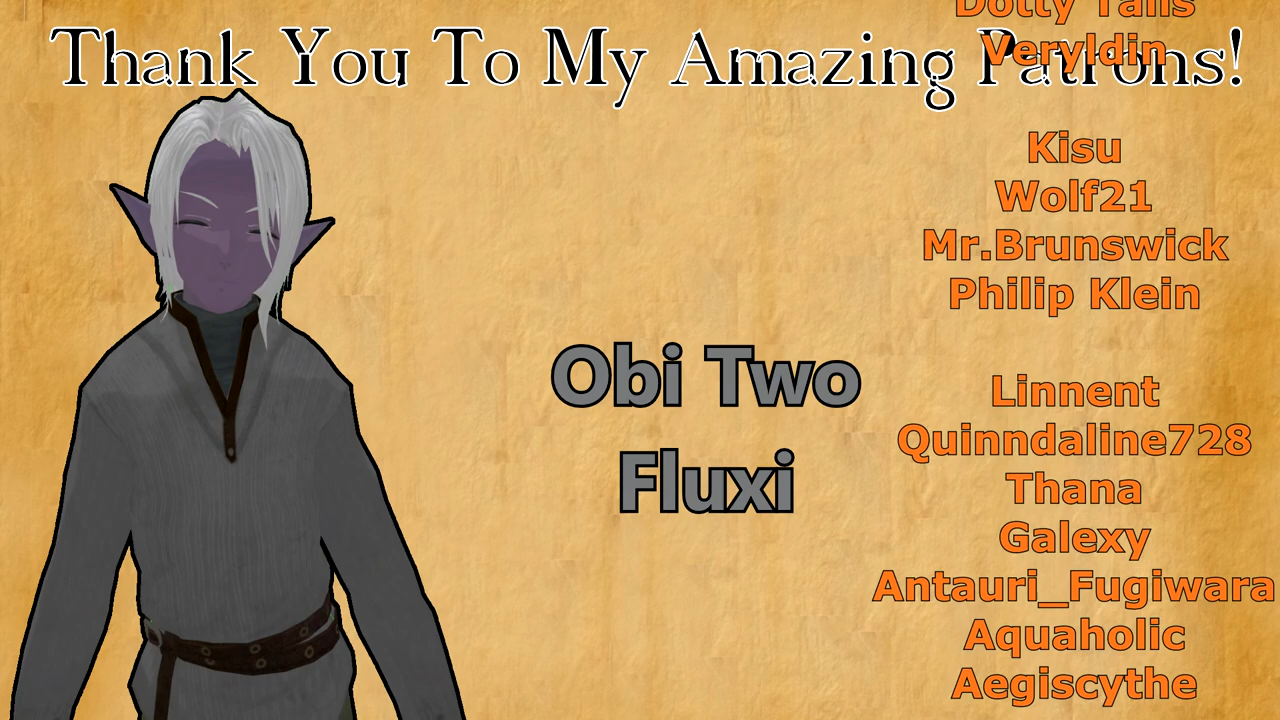 Dotty Tails
Thank You To My Amazing Patrons!
Veryldin
Kisu
Wolf21
Mr.Brunswick
Philip Klein
Obi Two
Fluxi
Linnent
Quinndaline728
Thana
Galexy
Antauri_Fugiwara
Aquaholic
Aegiscythe